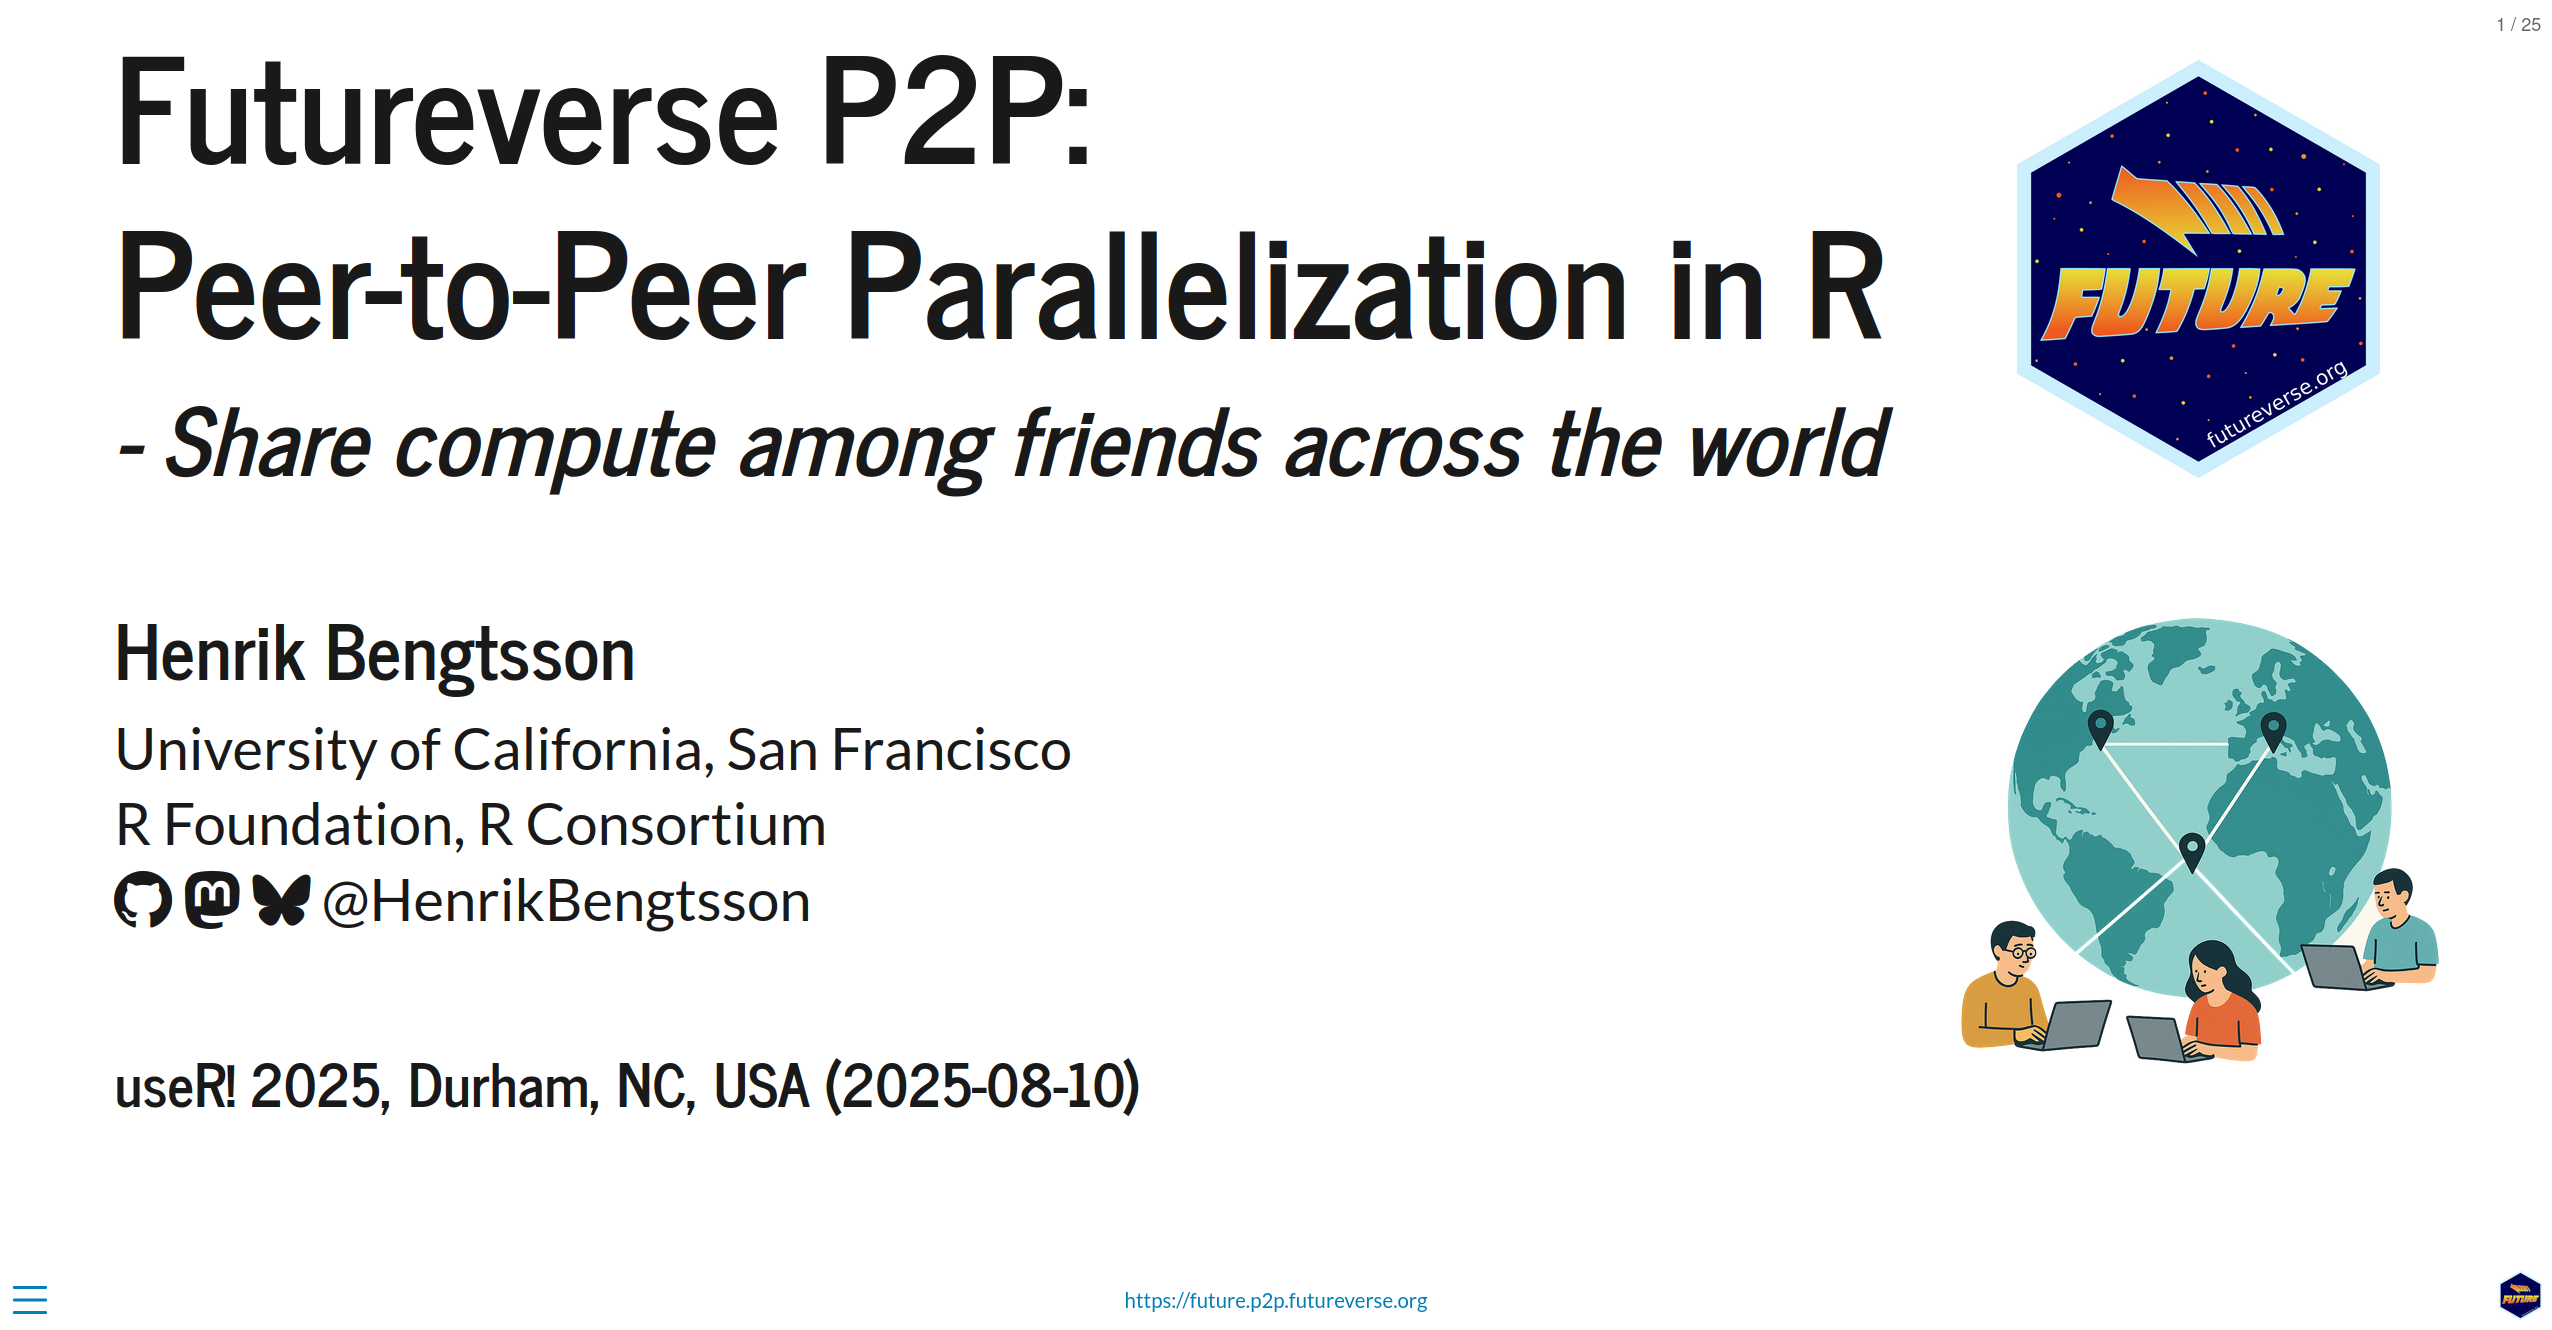 1 / 25
Futureverse P2P:
Peer-to-Peer Parallelization in R
- Share compute among friends across the world
FUTURE
futureverse.org
Henrik Bengtsson
University of California, San Francisco
R Foundation, R Consortium
@HenrikBengtsson
useR! 2025, Durham, NC, USA (2025-08-10)
https://future.p2p.futureverse.org
FUTURE